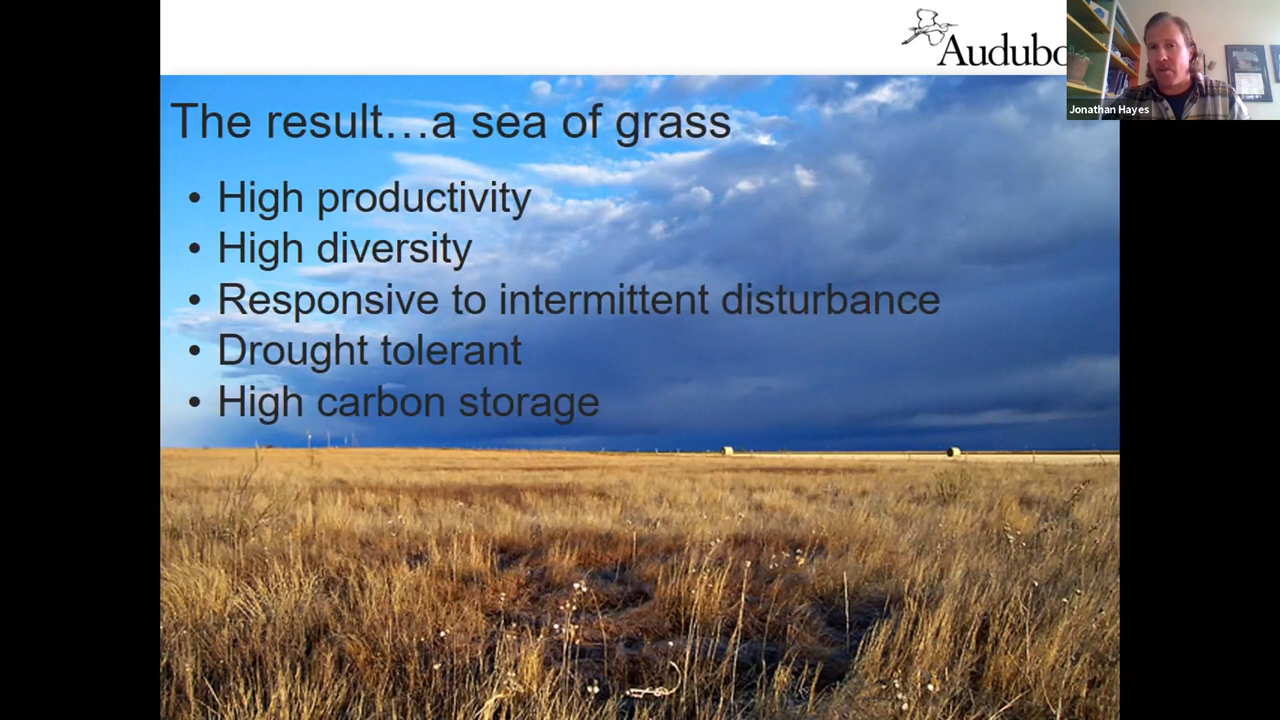 Audubo
Jonathan Hayes
The result…a sea of grass
• High productivity
• High diversity
• Responsive to intermittent disturbance
• Drought tolerant
• High carbon storage